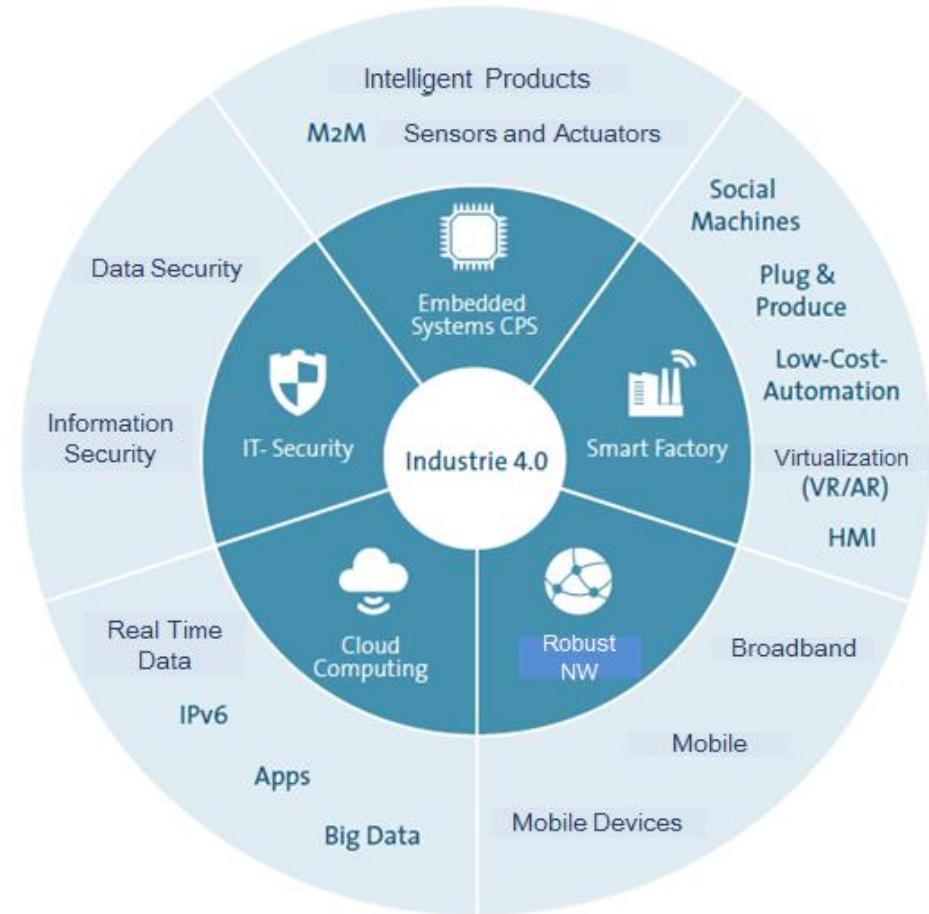 Intelligent Products
M2M Sensors and Actuators
Social
Machines
Plug &
Produce
Low-Cost-
Automation
Virtualization
(VR/AR)
HMI
Data Security
Information
Security
Embedded
Systems CPS
IT- Security
Industrie 4.0
Smart Factory
Cloud
Computing
Robust
NW
Real Time
Data
IPv6
Apps
Big Data
Broadband
Mobile
Mobile Devices